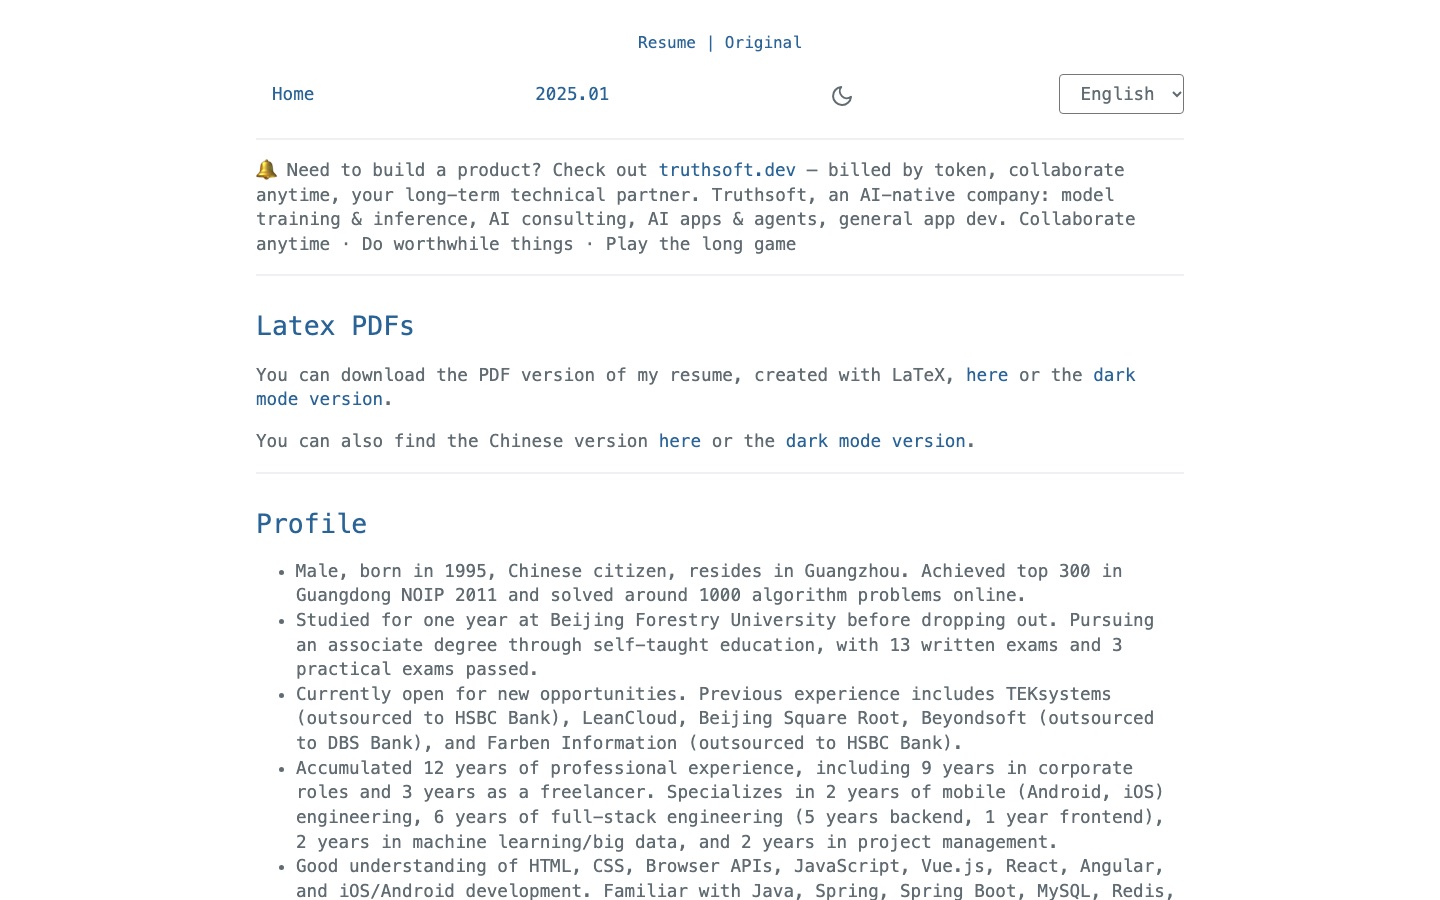 Resume | Original
Home 2025.01 English
🔔 Need to build a product? Check out truthsoft.dev — billed by token, collaborate
anytime, your long-term technical partner. Truthsoft, an AI-native company: model
training & inference, AI consulting, AI apps & agents, general app dev. Collaborate
anytime · Do worthwhile things · Play the long game
Latex PDFs
You can download the PDF version of my resume, created with LaTeX, here or the dark
mode version.
You can also find the Chinese version here or the dark mode version.
Profile
• Male, born in 1995, Chinese citizen, resides in Guangzhou. Achieved top 300 in
Guangdong NOIP 2011 and solved around 1000 algorithm problems online.
• Studied for one year at Beijing Forestry University before dropping out. Pursuing
an associate degree through self-taught education, with 13 written exams and 3
practical exams passed.
• Currently open for new opportunities. Previous experience includes TEKsystems
(outsourced to HSBC Bank), LeanCloud, Beijing Square Root, Beyondsoft (outsourced
to DBS Bank), and Farben Information (outsourced to HSBC Bank).
• Accumulated 12 years of professional experience, including 9 years in corporate
roles and 3 years as a freelancer. Specializes in 2 years of mobile (Android, iOS)
engineering, 6 years of full-stack engineering (5 years backend, 1 year frontend),
2 years in machine learning/big data, and 2 years in project management.
• Good understanding of HTML, CSS, Browser APIs, JavaScript, Vue.js, React, Angular,
and iOS/Android development. Familiar with Java, Spring, Spring Boot, MySQL, Redis,